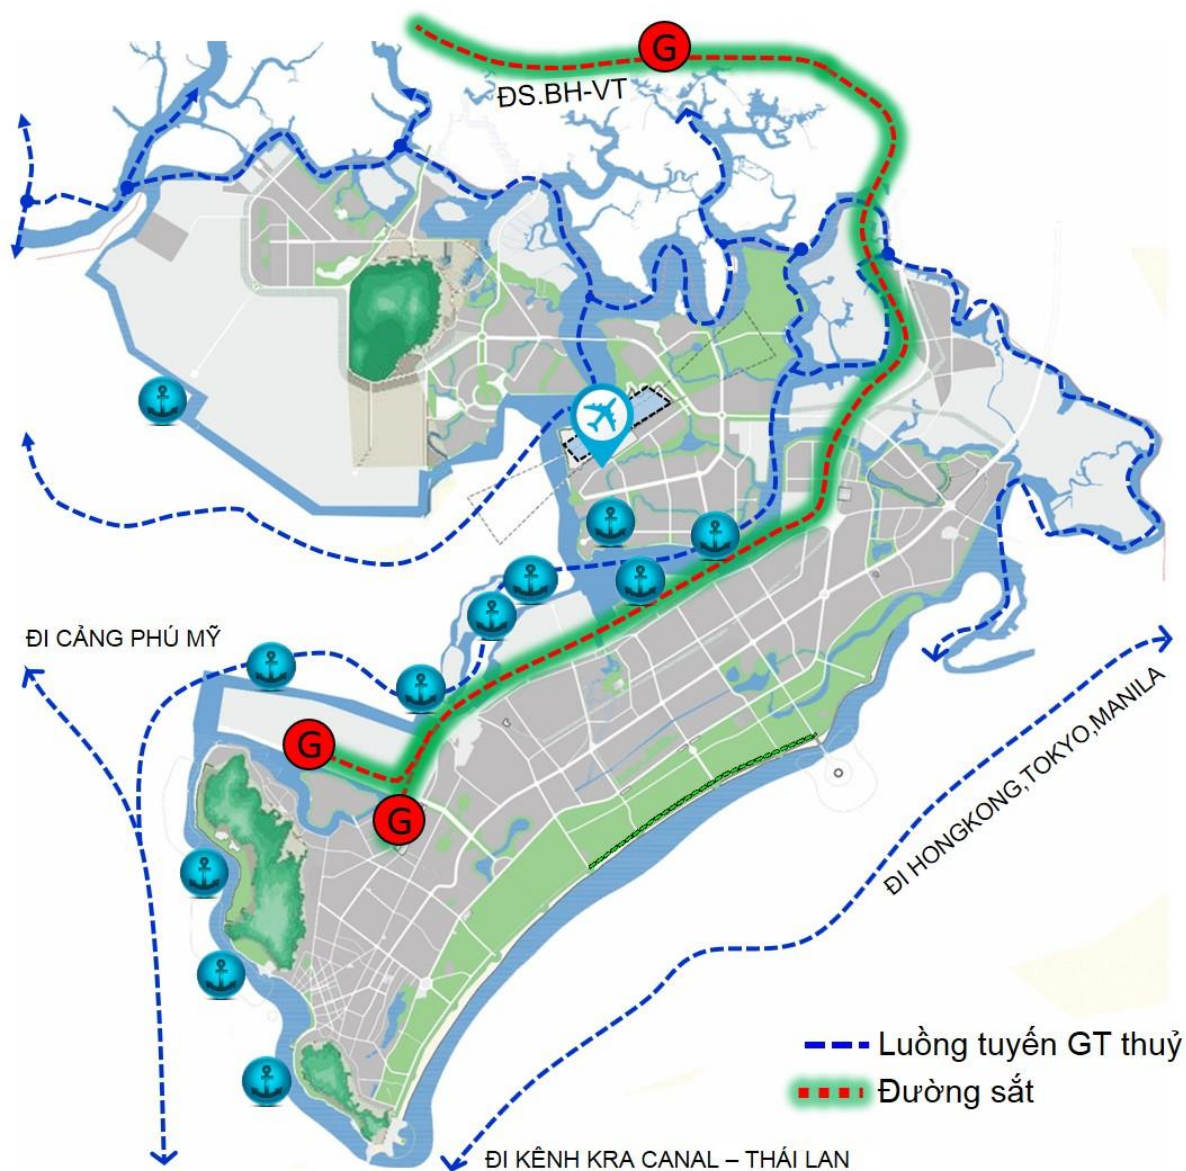 G
ĐS.BH-VT
ĐI CẢNG PHÚ MỸ
G
G
ĐI HONGKONG,TOKYO,MANILA
Luồng tuyến GT thuỷ
Đường sắt
ĐI KÊNH KRA CANAL – THÁI LAN